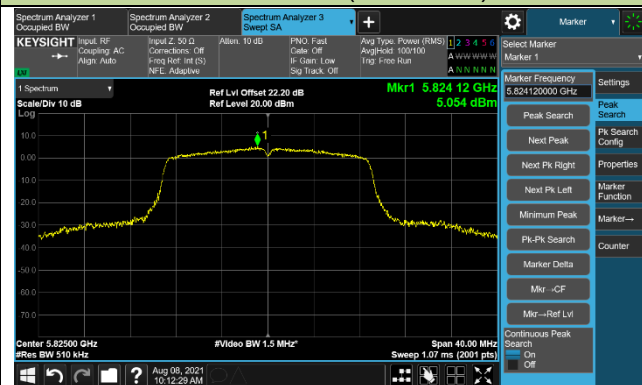 Spectrum Analyzer 1
Occupied BW
Spectrum Analyzer 2
Occupied BW
Spectrum Analyzer 3
Swept SA
+
Marker
KEYSIGHT
LXI
Input: RF
Coupling: AC
Align: Auto
Input Z: 50 Ω
Corrections: Off
Freq Ref: Int (S)
NFE: Adaptive
Atten: 10 dB
PNO: Fast
Gate: Off
IF Gain: Low
Sig Track: Off
Avg Type: Power (RMS)
Avg|Hold: 100/100
Trig: Free Run
1 2 3 4 5 6
A W W W W W
A N N N N N
Select Marker
Marker 1
1 Spectrum
Scale/Div 10 dB
Log
Ref Lvl Offset 22.20 dB
Ref Level 20.00 dBm
Mkr1 5.824 12 GHz
5.054 dBm
1
10.0
0.00
-10.0
-20.0
-30.0
-40.0
-50.0
-60.0
-70.0
Center 5.82500 GHz
#Res BW 510 kHz
#Video BW 1.5 MHz*
Span 40.00 MHz
Sweep 1.07 ms (2001 pts)
Marker Frequency
5.824120000 GHz
Peak Search
Next Peak
Next Pk Right
Next Pk Left
Minimum Peak
Pk-Pk Search
Marker Delta
Mkr→CF
Mkr→Ref Lvl
Continuous Peak
Search
On
Off
Settings
Peak
Search
Pk Search
Config
Properties
Marker
Function
Marker→
Counter
?
Aug 08, 2021
10:12:29 AM